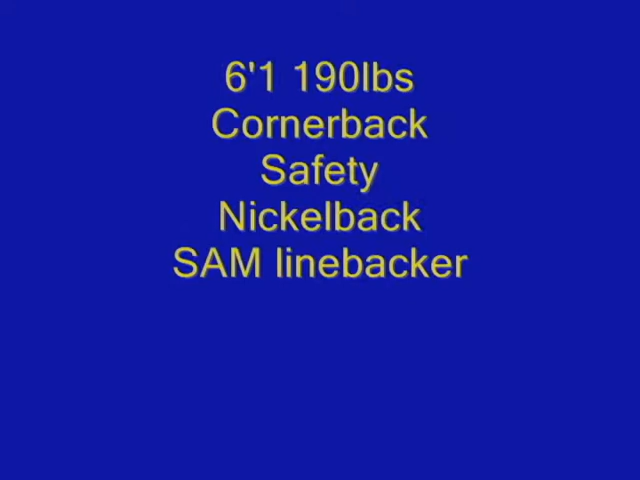 6'1 190lbs
Cornerback
Safety
Nickelback
SAM linebacker